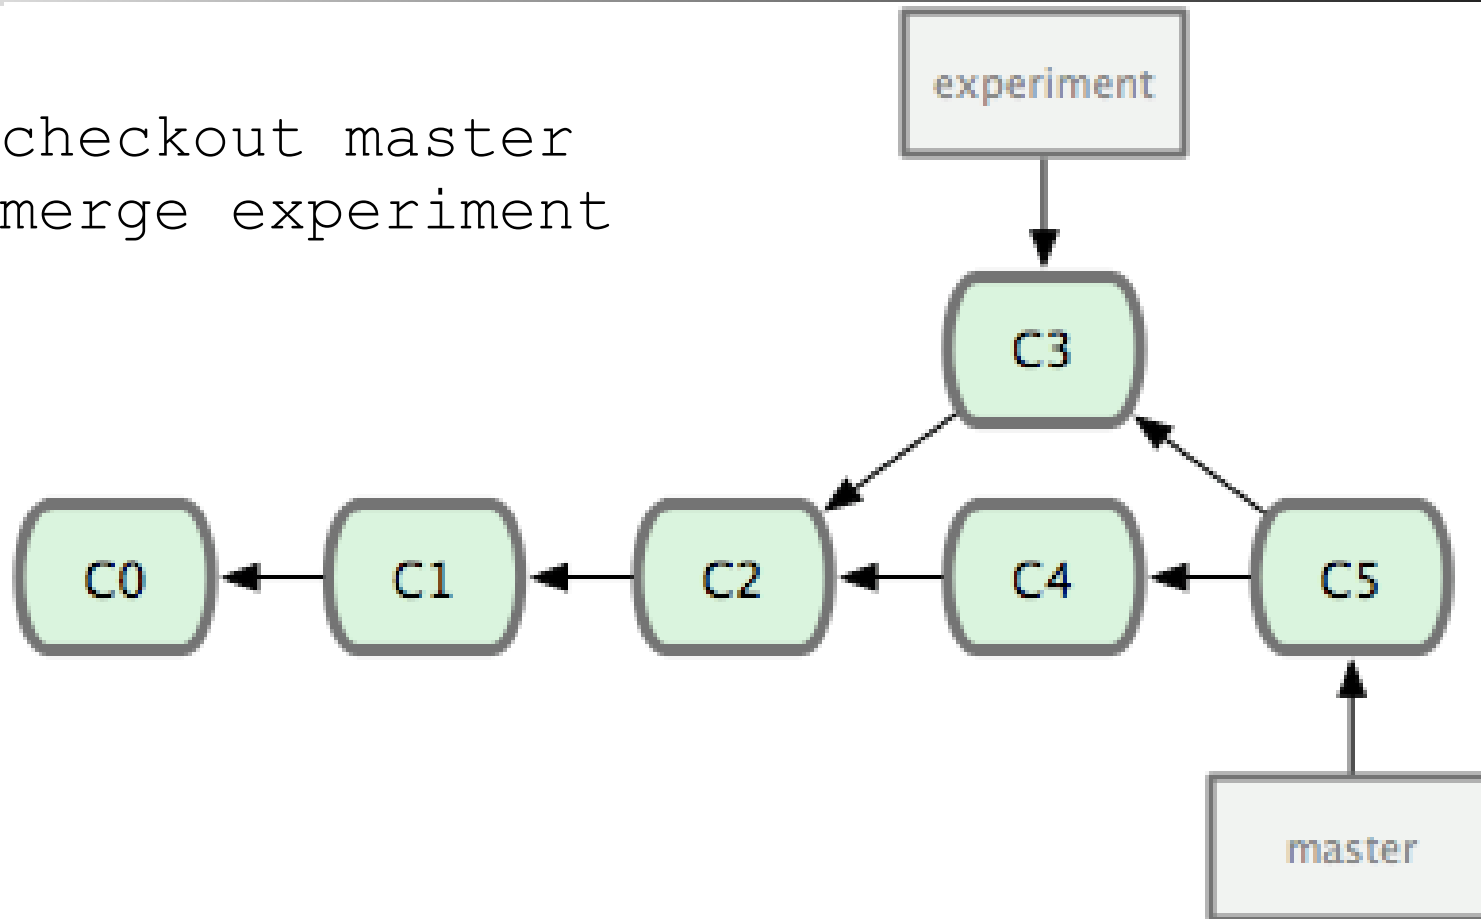 experiment
checkout master
merge experiment
C3
C0 C1 C2 C4 C5
master